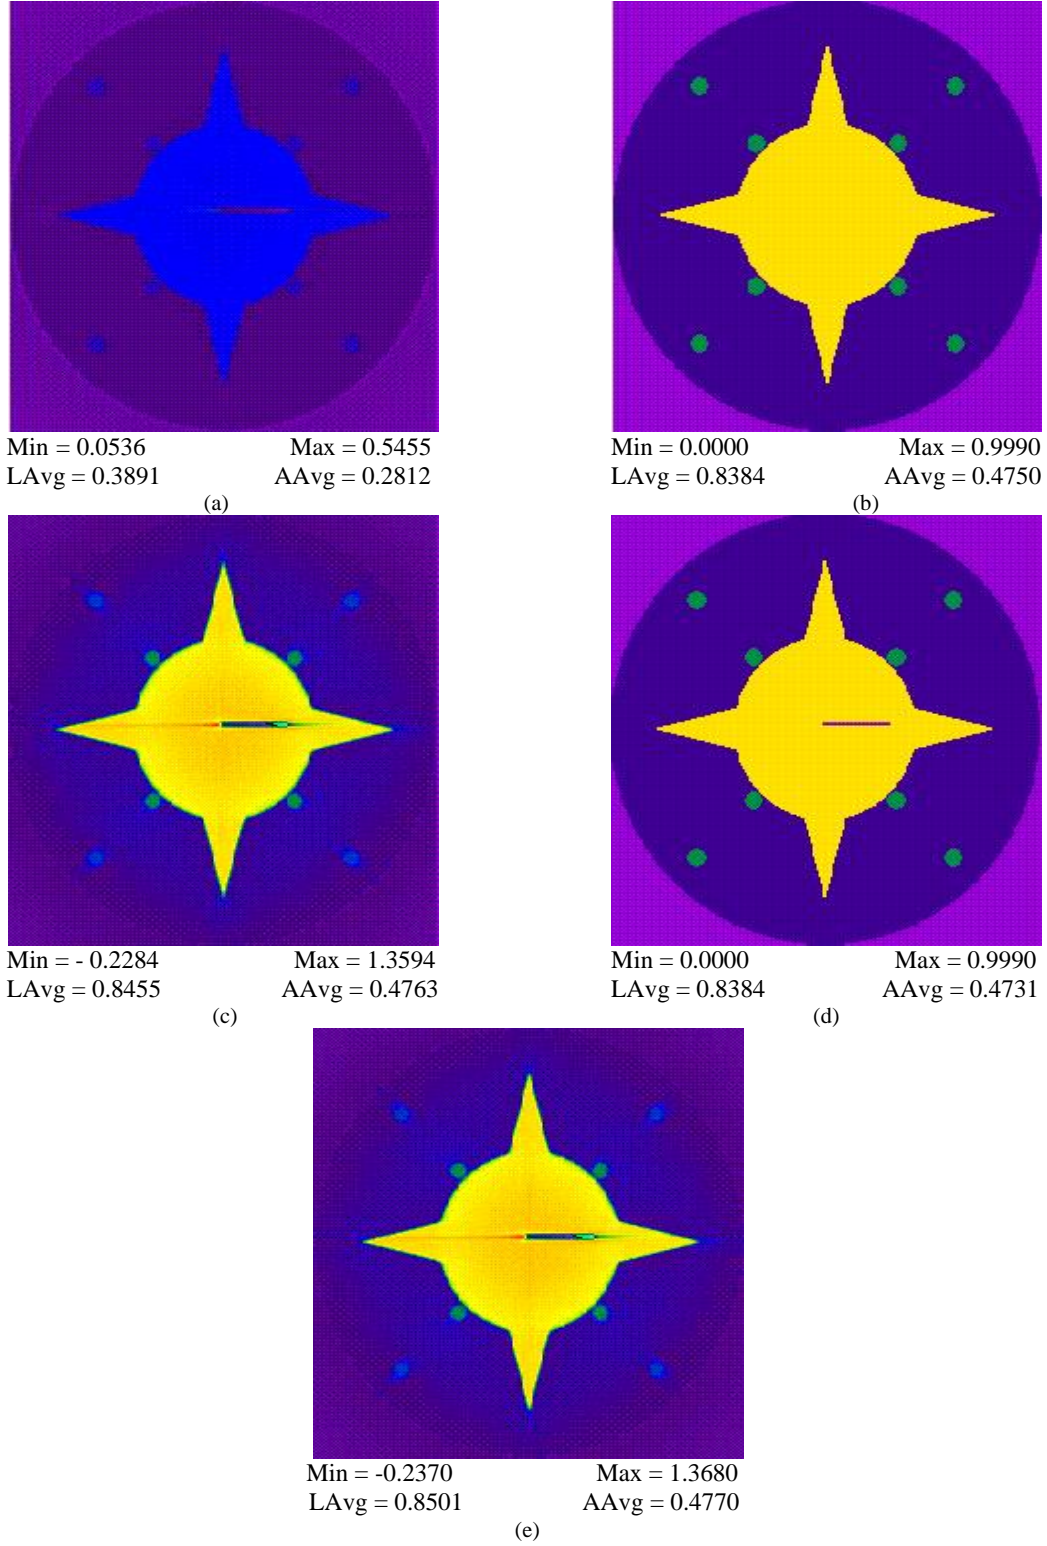 Min = 0.0536 Max = 0.5455 Min = 0.0000 Max = 0.9990
LAvg = 0.3891 AAvg = 0.2812 LAvg = 0.8384 AAvg = 0.4750
(a) (b)
Min = - 0.2284 Max = 1.3594 Min = 0.0000 Max = 0.9990
LAvg = 0.8455 AAvg = 0.4763 LAvg = 0.8384 AAvg = 0.4731
(c) (d)
Min = -0.2370 Max = 1.3680
LAvg = 0.8501 AAvg = 0.4770
(e)